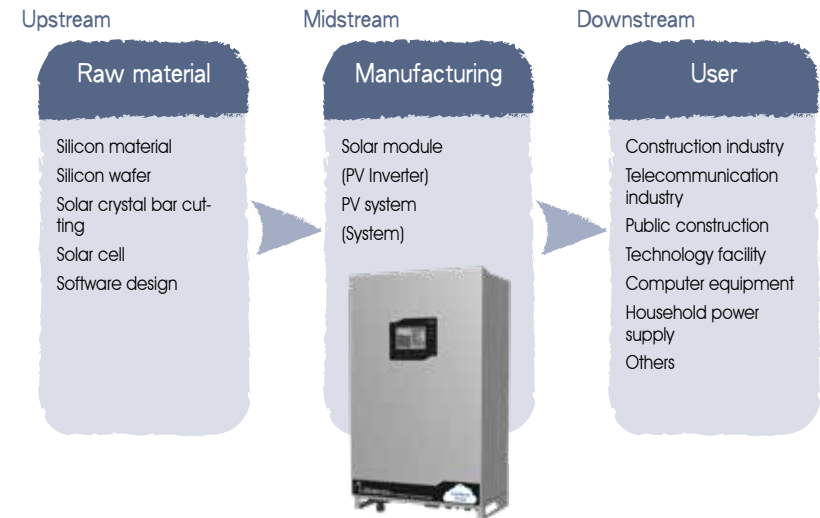 Upstream
Midstream
Downstream
Raw material
Silicon material
Silicon wafer
Solar crystal bar cut-
ting
Solar cell
Software design
Manufacturing
Solar module
(PV Inverter)
PV system
(System)
User
Construction industry
Telecommunication
industry
Public construction
Technology facility
Computer equipment
Household power
supply
Others